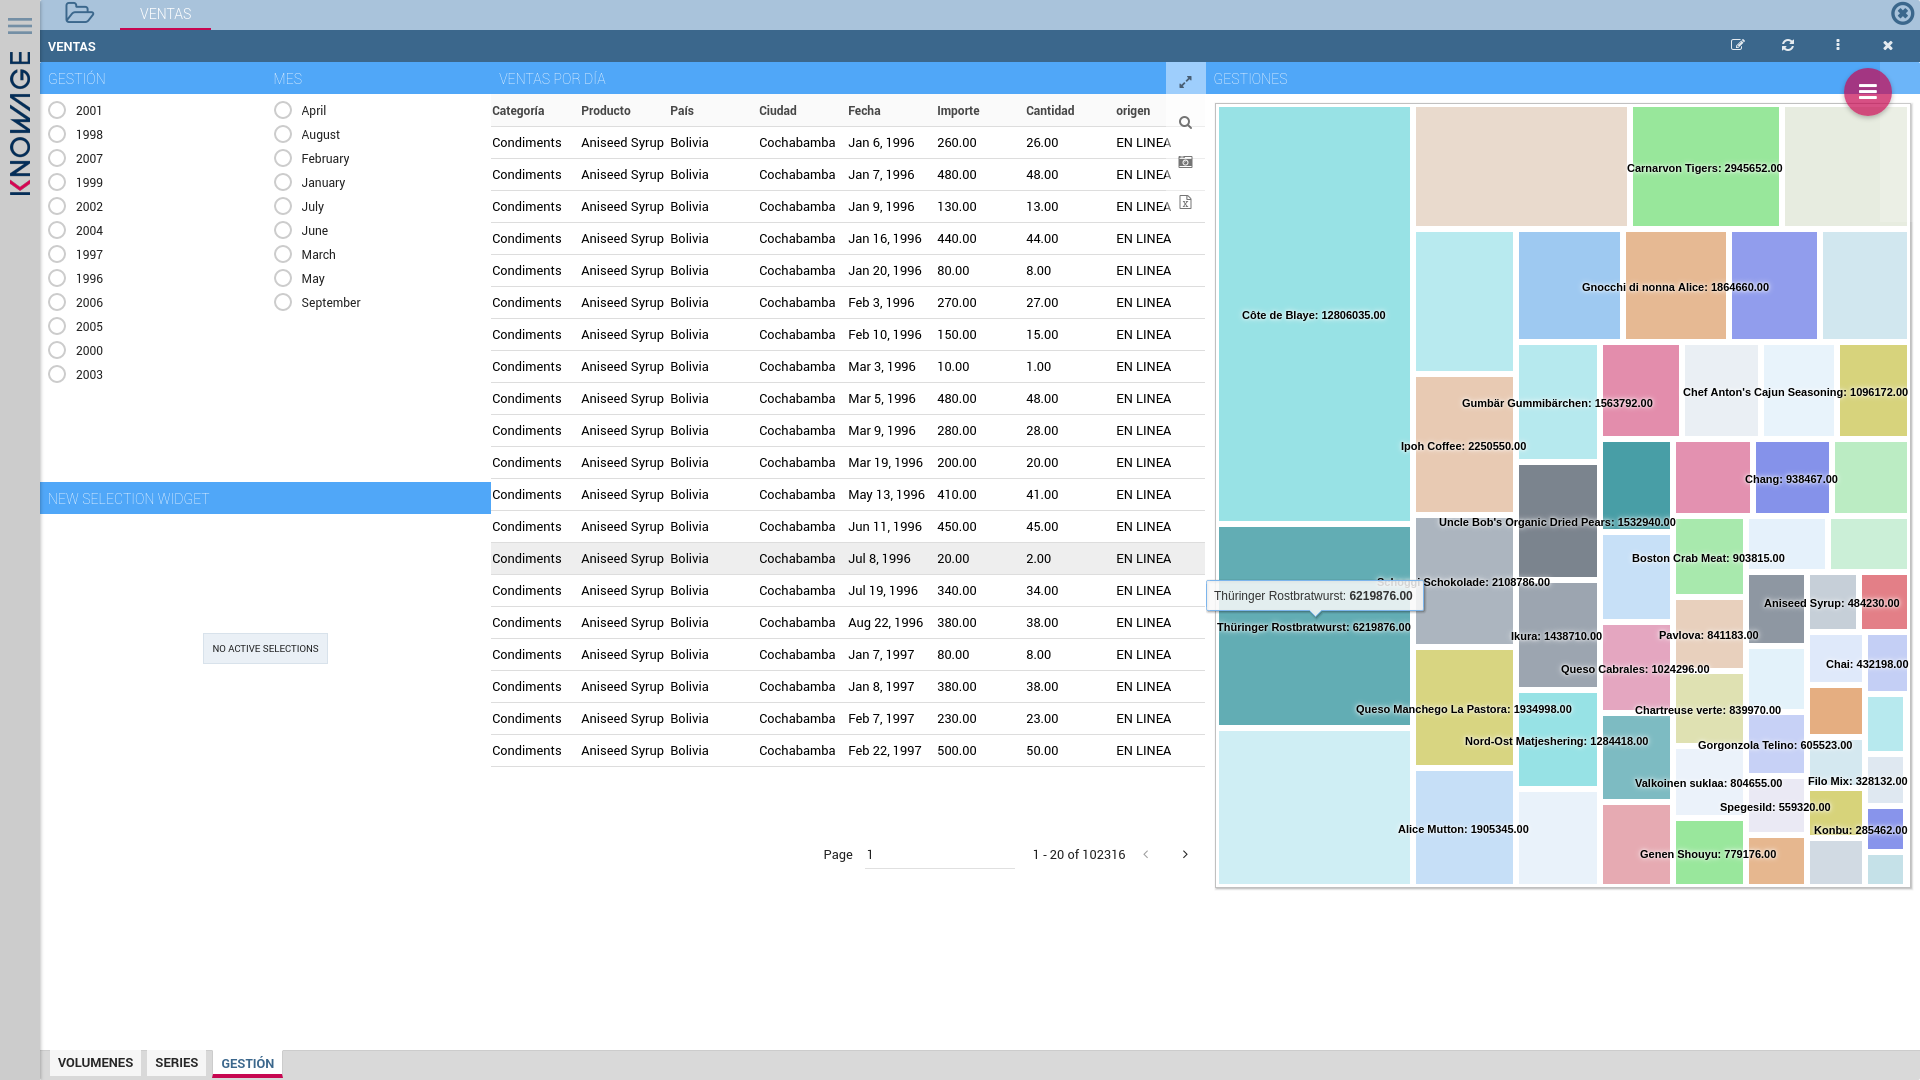 VENTAS
KNOWAGE
VENTAS
GESTIÓN
MES
VENTAS POR DÍA
GESTIONES
2001
1998
2007
1999
2002
2004
1997
1996
2006
2005
2000
2003
April
August
February
January
July
June
March
May
September
Categoría Producto País Ciudad Fecha Importe Cantidad origen
Condiments Aniseed Syrup Bolivia Cochabamba Jan 6, 1996 260.00 26.00 EN LINEA
Condiments Aniseed Syrup Bolivia Cochabamba Jan 7, 1996 480.00 48.00 EN LINEA
Condiments Aniseed Syrup Bolivia Cochabamba Jan 9, 1996 130.00 13.00 EN LINEA
Condiments Aniseed Syrup Bolivia Cochabamba Jan 16, 1996 440.00 44.00 EN LINEA
Condiments Aniseed Syrup Bolivia Cochabamba Jan 20, 1996 80.00 8.00 EN LINEA
Condiments Aniseed Syrup Bolivia Cochabamba Feb 3, 1996 270.00 27.00 EN LINEA
Condiments Aniseed Syrup Bolivia Cochabamba Feb 10, 1996 150.00 15.00 EN LINEA
Condiments Aniseed Syrup Bolivia Cochabamba Mar 3, 1996 10.00 1.00 EN LINEA
Condiments Aniseed Syrup Bolivia Cochabamba Mar 5, 1996 480.00 48.00 EN LINEA
Condiments Aniseed Syrup Bolivia Cochabamba Mar 9, 1996 280.00 28.00 EN LINEA
Condiments Aniseed Syrup Bolivia Cochabamba Mar 19, 1996 200.00 20.00 EN LINEA
Condiments Aniseed Syrup Bolivia Cochabamba May 13, 1996 410.00 41.00 EN LINEA
Condiments Aniseed Syrup Bolivia Cochabamba Jun 11, 1996 450.00 45.00 EN LINEA
Condiments Aniseed Syrup Bolivia Cochabamba Jul 8, 1996 20.00 2.00 EN LINEA
Condiments Aniseed Syrup Bolivia Cochabamba Jul 19, 1996 340.00 34.00 EN LINEA
Condiments Aniseed Syrup Bolivia Cochabamba Aug 22, 1996 380.00 38.00 EN LINEA
Condiments Aniseed Syrup Bolivia Cochabamba Jan 7, 1997 80.00 8.00 EN LINEA
Condiments Aniseed Syrup Bolivia Cochabamba Jan 8, 1997 380.00 38.00 EN LINEA
Condiments Aniseed Syrup Bolivia Cochabamba Feb 7, 1997 230.00 23.00 EN LINEA
Condiments Aniseed Syrup Bolivia Cochabamba Feb 22, 1997 500.00 50.00 EN LINEA
Page 1 1 - 20 of 102316
NEW SELECTION WIDGET
NO ACTIVE SELECTIONS
Carnarvon Tigers: 2945652.00
Gnocchi di nonna Alice: 1864660.00
Côte de Blaye: 12806035.00
Chef Anton's Cajun Seasoning: 1096172.00
Gumbär Gummibärchen: 1563792.00
Ipoh Coffee: 2250550.00
Chang: 938467.00
Uncle Bob's Organic Dried Pears: 1532940.00
Boston Crab Meat: 903815.00
Schoggi Schokolade: 2108786.00
Thüringer Rostbratwurst: 6219876.00
Aniseed Syrup: 484230.00
Thüringer Rostbratwurst: 6219876.00
Ikura: 1438710.00
Pavlova: 841183.00
Chai: 432198.00
Queso Cabrales: 1024296.00
Queso Manchego La Pastora: 1934998.00
Chartreuse verte: 839970.00
Nord-Ost Matjeshering: 1284418.00
Gorgonzola Telino: 605523.00
Valkoinen suklaa: 804655.00
Filo Mix: 328132.00
Spegesild: 559320.00
Alice Mutton: 1905345.00
Konbu: 285462.00
Genen Shouyu: 779176.00
VOLUMENES
SERIES
GESTIÓN